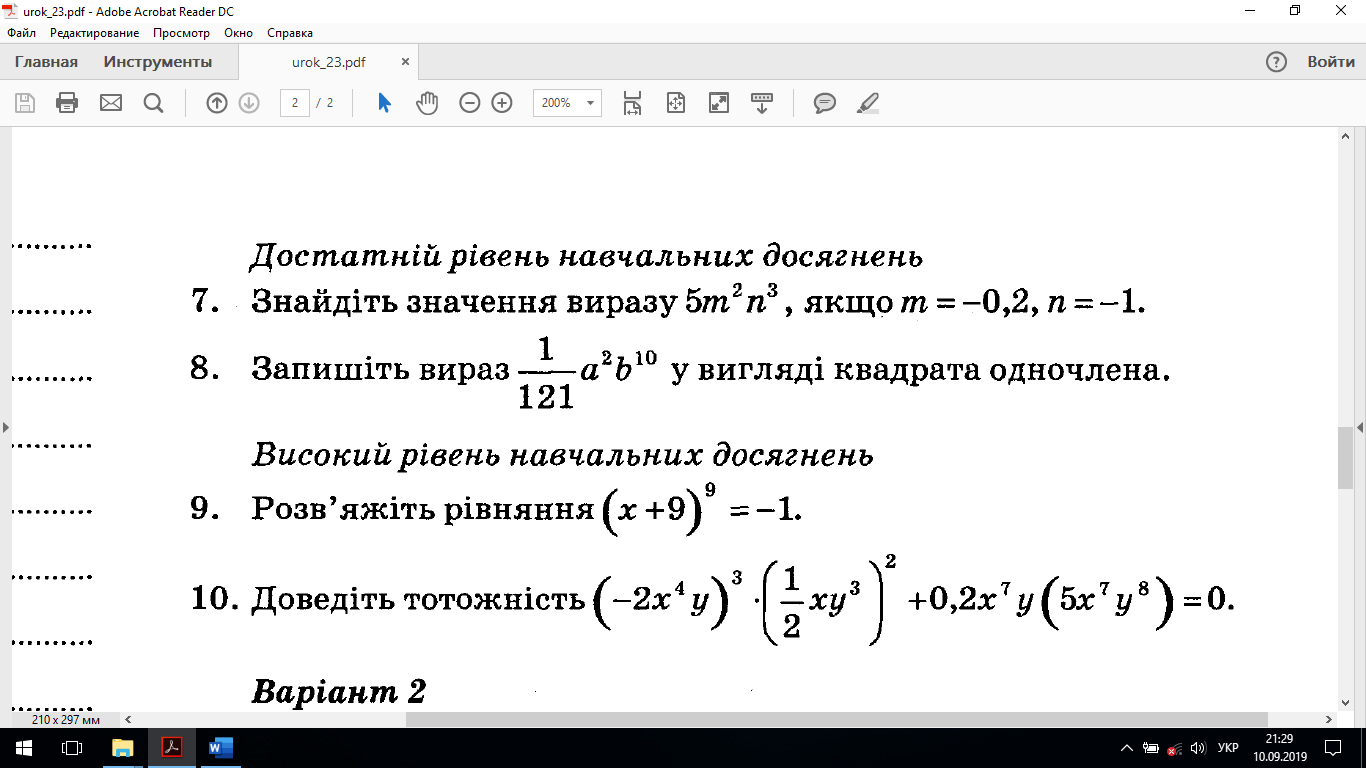 urok_23.pdf - Adobe Acrobat Reader DC
Файл Редактирование Просмотр Окно Справка
Главная Инструменты urok_23.pdf × ? Войти
2 / 2 200%
Достатній рівень навчальних досягнень
7. Знайдіть значення виразу 5m²n³, якщо m = –0,2, n = –1.
8. Запишіть вираз 1/121 a²b¹⁰ у вигляді квадрата одночлена.
Високий рівень навчальних досягнень
9. Розв’яжіть рівняння (x +9)⁹ = –1.
10. Доведіть тотожність (–2x⁴y)³ · (1/2 xy³)² +0,2x⁷y(5x⁷y⁸) = 0.
Варіант 2
210 x 297 мм
УКР 21:29
10.09.2019